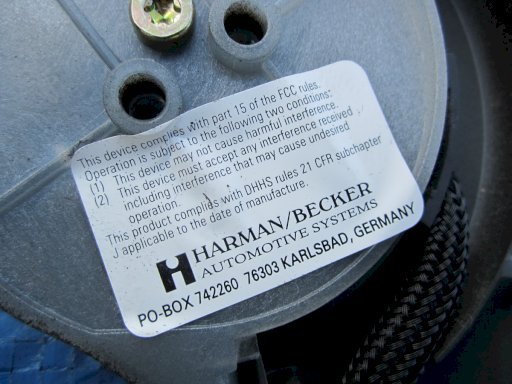 This device complies with part 15 of the FCC rules.
Operation is subject to the following two conditions:
(1) This device may not cause harmful interference.
(2) This device must accept any interference received
including interference that may cause undesired
operation.
This product complies with DHHS rules 21 CFR subchapter
J applicable to the date of manufacture.
HARMAN/BECKER
AUTOMOTIVE SYSTEMS
PO-BOX 742260 76303 KARLSBAD, GERMANY